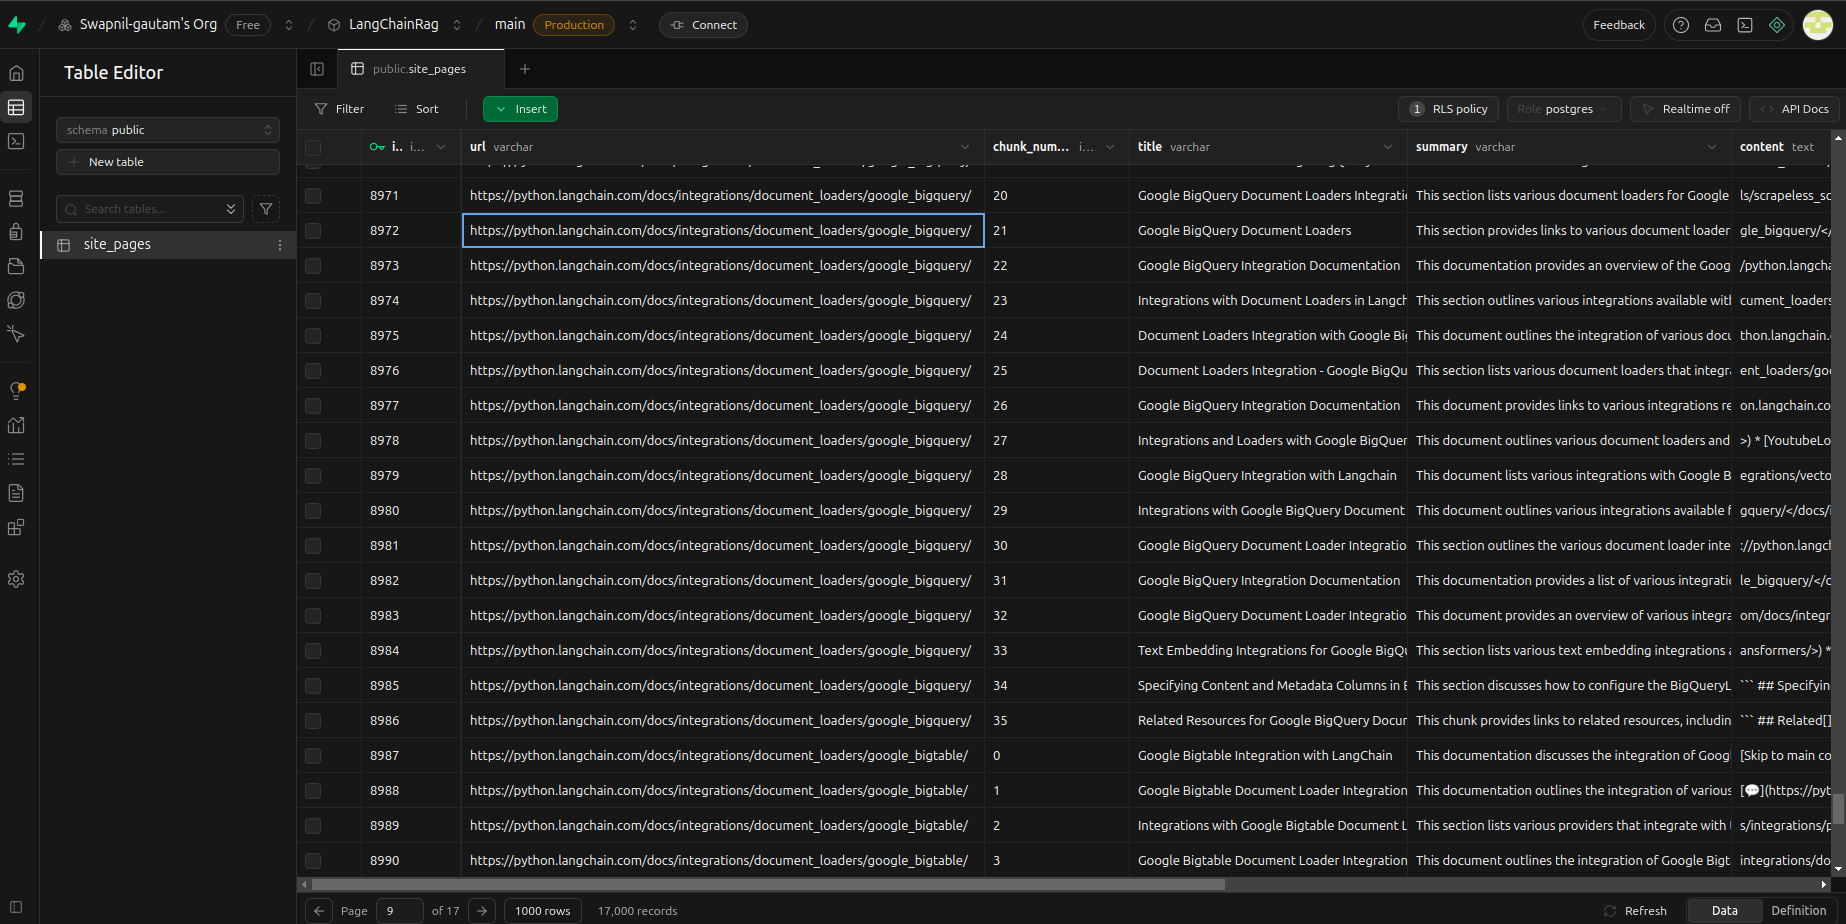 Swapnil-gautam's Org Free LangChainRag main Production Connect Feedback
Table Editor
public.site_pages
Filter Sort Insert 1 RLS policy Role postgres Realtime off API Docs
schema public
New table
Search tables...
site_pages
i.. i... url varchar chunk_num... i... title varchar summary varchar content text
8971 https://python.langchain.com/docs/integrations/document_loaders/google_bigquery/ 20 Google BigQuery Document Loaders Integratio This section lists various document loaders for Google ls/scrapeless_sc
8972 https://python.langchain.com/docs/integrations/document_loaders/google_bigquery/ 21 Google BigQuery Document Loaders This section provides links to various document loader gle_bigquery/</
8973 https://python.langchain.com/docs/integrations/document_loaders/google_bigquery/ 22 Google BigQuery Integration Documentation This documentation provides an overview of the Goog /python.langcha
8974 https://python.langchain.com/docs/integrations/document_loaders/google_bigquery/ 23 Integrations with Document Loaders in Langch This section outlines various integrations available wit cument_loaders
8975 https://python.langchain.com/docs/integrations/document_loaders/google_bigquery/ 24 Document Loaders Integration with Google Bi This document outlines the integration of various docu thon.langchain.
8976 https://python.langchain.com/docs/integrations/document_loaders/google_bigquery/ 25 Document Loaders Integration - Google BigQu This section lists various document loaders that integra ent_loaders/goo
8977 https://python.langchain.com/docs/integrations/document_loaders/google_bigquery/ 26 Google BigQuery Integration Documentation This document provides links to various integrations re on.langchain.co
8978 https://python.langchain.com/docs/integrations/document_loaders/google_bigquery/ 27 Integrations and Loaders with Google BigQuer This document outlines various document loaders and >) * [YoutubeLo
8979 https://python.langchain.com/docs/integrations/document_loaders/google_bigquery/ 28 Google BigQuery Integration with Langchain This document lists various integrations with Google B egrations/vecto
8980 https://python.langchain.com/docs/integrations/document_loaders/google_bigquery/ 29 Integrations with Google BigQuery Document This document outlines various integrations available f gquery/</docs/i
8981 https://python.langchain.com/docs/integrations/document_loaders/google_bigquery/ 30 Google BigQuery Document Loader Integratio This section outlines the various document loader inte ://python.langch
8982 https://python.langchain.com/docs/integrations/document_loaders/google_bigquery/ 31 Google BigQuery Integration Documentation This documentation provides a list of various integratio le_bigquery/</d
8983 https://python.langchain.com/docs/integrations/document_loaders/google_bigquery/ 32 Google BigQuery Document Loader Integratio This document provides an overview of various integra om/docs/integr
8984 https://python.langchain.com/docs/integrations/document_loaders/google_bigquery/ 33 Text Embedding Integrations for Google BigQu This section lists various text embedding integrations a ansformers/>) *
8985 https://python.langchain.com/docs/integrations/document_loaders/google_bigquery/ 34 Specifying Content and Metadata Columns in B This section discusses how to configure the BigQueryL ``` ## Specifyin
8986 https://python.langchain.com/docs/integrations/document_loaders/google_bigquery/ 35 Related Resources for Google BigQuery Docur This chunk provides links to related resources, includin ``` ## Related[]
8987 https://python.langchain.com/docs/integrations/document_loaders/google_bigtable/ 0 Google Bigtable Integration with LangChain This documentation discusses the integration of Googl [Skip to main co
8988 https://python.langchain.com/docs/integrations/document_loaders/google_bigtable/ 1 Google Bigtable Document Loader Integration This documentation outlines the integration of various [💬](https://pyt
8989 https://python.langchain.com/docs/integrations/document_loaders/google_bigtable/ 2 Integrations with Google Bigtable Document L This section lists various providers that integrate with s/integrations/p
8990 https://python.langchain.com/docs/integrations/document_loaders/google_bigtable/ 3 Google Bigtable Document Loader Integration This document outlines the integration of Google Bigt integrations/do
Page 9 of 17 1000 rows 17,000 records Refresh Data Definition